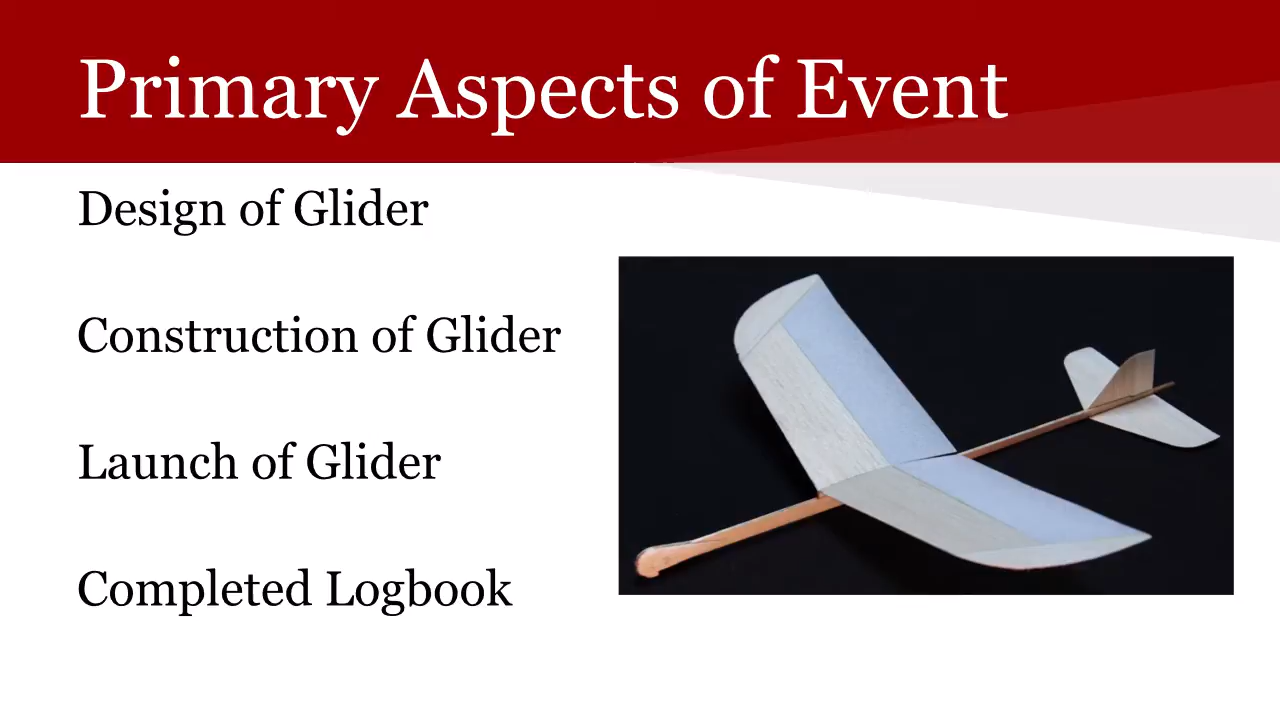 Primary Aspects of Event
Design of Glider
Construction of Glider
Launch of Glider
Completed Logbook